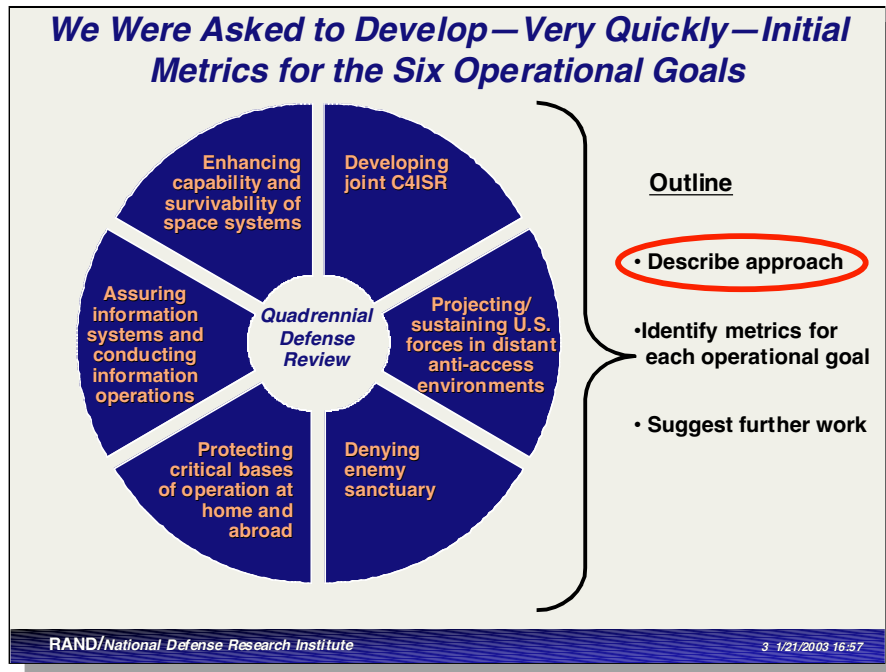 We Were Asked to Develop—Very Quickly—Initial
Metrics for the Six Operational Goals
Enhancing
capability and
survivability of
space systems
Developing
joint C4ISR
Assuring
information
systems and
conducting
information
operations
Quadrennial
Defense
Review
Projecting/
sustaining U.S.
forces in distant
anti-access
environments
Protecting
critical bases
of operation at
home and
abroad
Denying
enemy
sanctuary
Outline
• Describe approach
•Identify metrics for
each operational goal
• Suggest further work
RAND/National Defense Research Institute
3 1/21/2003 16:57